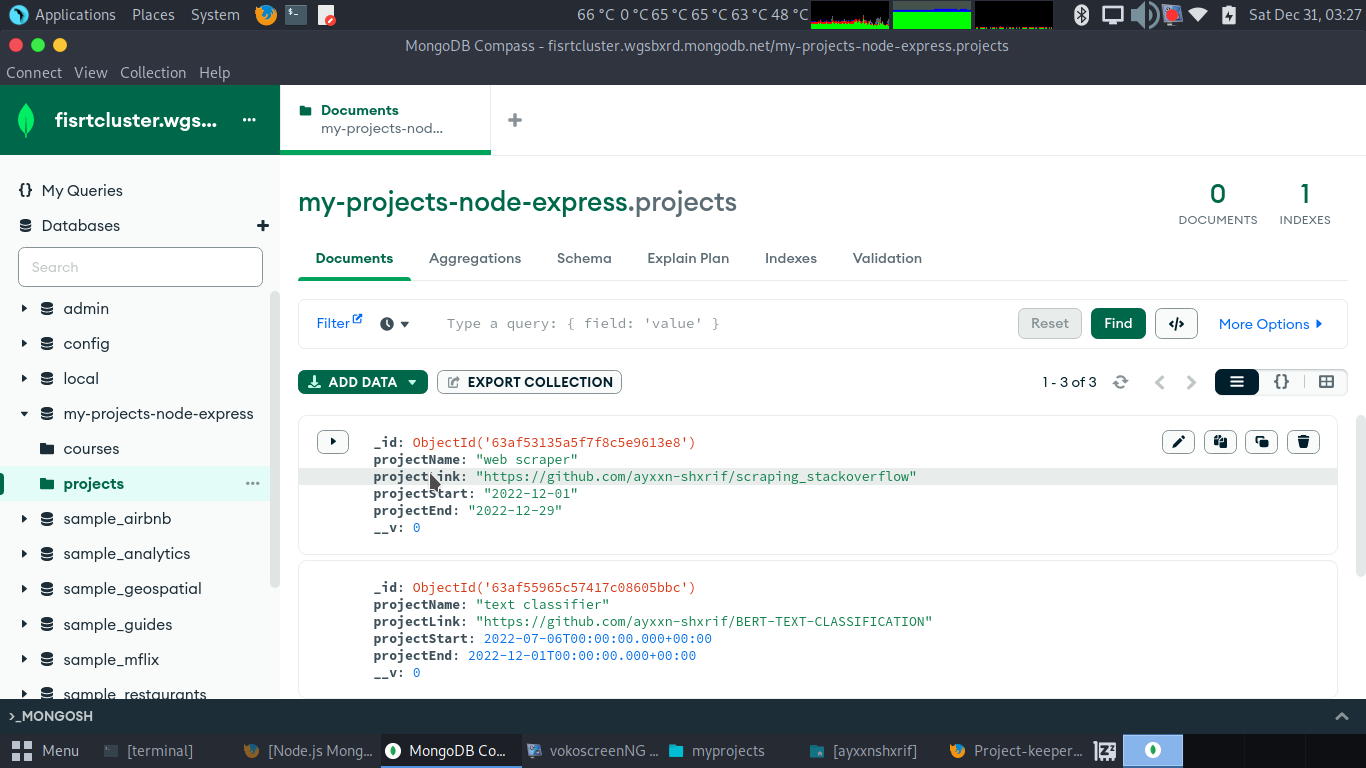 Applications Places System 66 °C 0 °C 65 °C 65 °C 63 °C 48 °C Sat Dec 31, 03:27
MongoDB Compass - fisrtcluster.wgsbxrd.mongodb.net/my-projects-node-express.projects
Connect View Collection Help
fisrtcluster.wgs... ...
Documents
my-projects-nod...
+
{} My Queries
Databases +
Search
admin
config
local
my-projects-node-express
courses
projects ...
sample_airbnb
sample_analytics
sample_geospatial
sample_guides
sample_mflix
sample_restaurants
my-projects-node-express.projects
0
DOCUMENTS
1
INDEXES
Documents Aggregations Schema Explain Plan Indexes Validation
Filter Type a query: { field: 'value' } Reset Find </> More Options
ADD DATA EXPORT COLLECTION 1 - 3 of 3 {}
_id: ObjectId('63af53135a5f7f8c5e9613e8')
projectName: "web scraper"
projectLink: "https://github.com/ayxxn-shxrif/scraping_stackoverflow"
projectStart: "2022-12-01"
projectEnd: "2022-12-29"
__v: 0
_id: ObjectId('63af55965c57417c08605bbc')
projectName: "text classifier"
projectLink: "https://github.com/ayxxn-shxrif/BERT-TEXT-CLASSIFICATION"
projectStart: 2022-07-06T00:00:00.000+00:00
projectEnd: 2022-12-01T00:00:00.000+00:00
__v: 0
>_MONGOSH
Menu [terminal] [Node.js Mong... MongoDB Co... vokoscreenNG ... myprojects [ayxxnshxrif] Project-keeper...